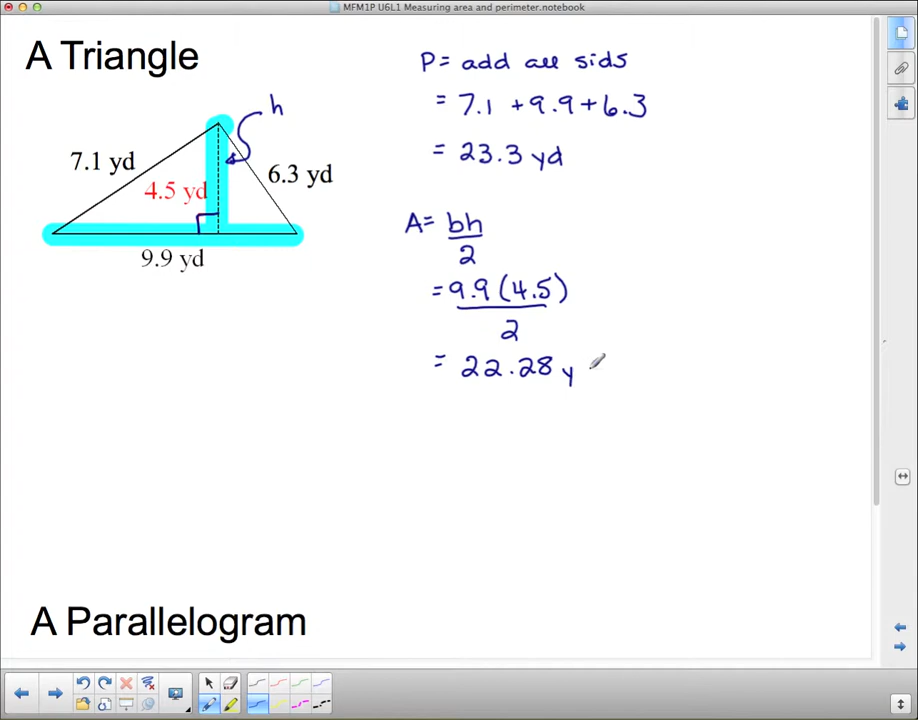 MFM1P U6L1 Measuring area and perimeter.notebook
A Triangle
P = add all sids
= 7.1 + 9.9 + 6.3
= 23.3 yd
h
7.1 yd
4.5 yd
6.3 yd
9.9 yd
A = bh
2
= 9.9 (4.5)
2
= 22.28 y
A Parallelogram